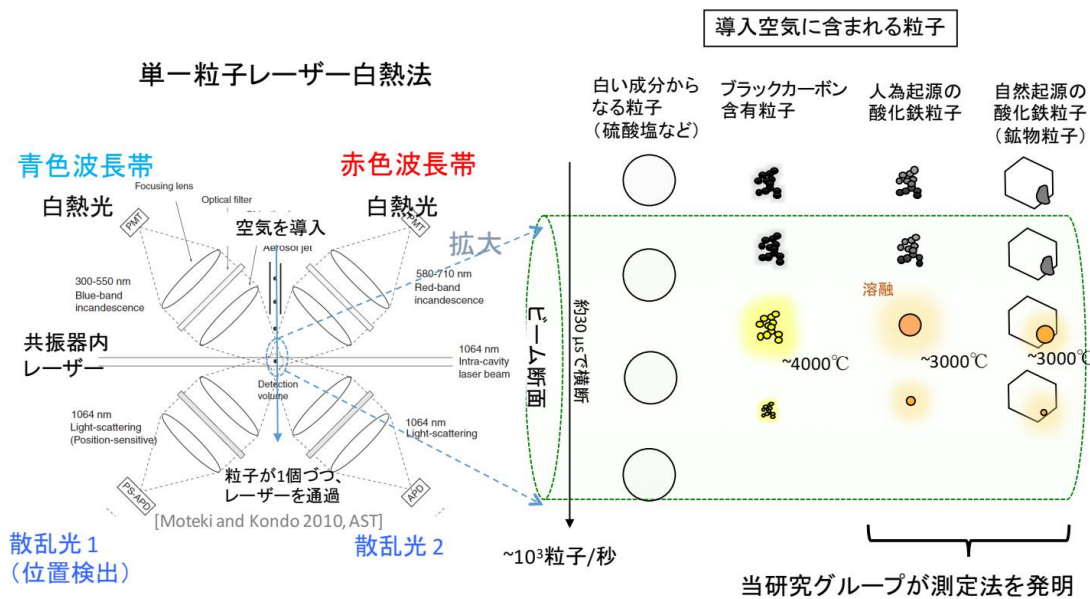 単一粒子レーザー白熱法
青色波長帯
白熱光
赤色波長帯
白熱光
Focusing lens
Optical filter
空気を導入
Aerosol jet
PMT
PMT
300-550 nm
Blue-band
incandescence
580-710 nm
Red-band
incandescence
拡大
共振器内
レーザー
1064 nm
Intra-cavity
laser beam
Detection
volume
1064 nm
Light-scattering
(Position-sensitive)
1064 nm
Light-scattering
粒子が1個づつ、
レーザーを通過
PS-APD
APD
[Moteki and Kondo 2010, AST]
散乱光1
（位置検出）
散乱光2
導入空気に含まれる粒子
白い成分から
なる粒子
（硫酸塩など）
ブラックカーボン
含有粒子
人為起源の
酸化鉄粒子
自然起源の
酸化鉄粒子
（鉱物粒子）
ビーム断面
約30 μsで横断
溶融
~4000℃
~3000℃
~3000℃
~10³粒子/秒
当研究グループが測定法を発明